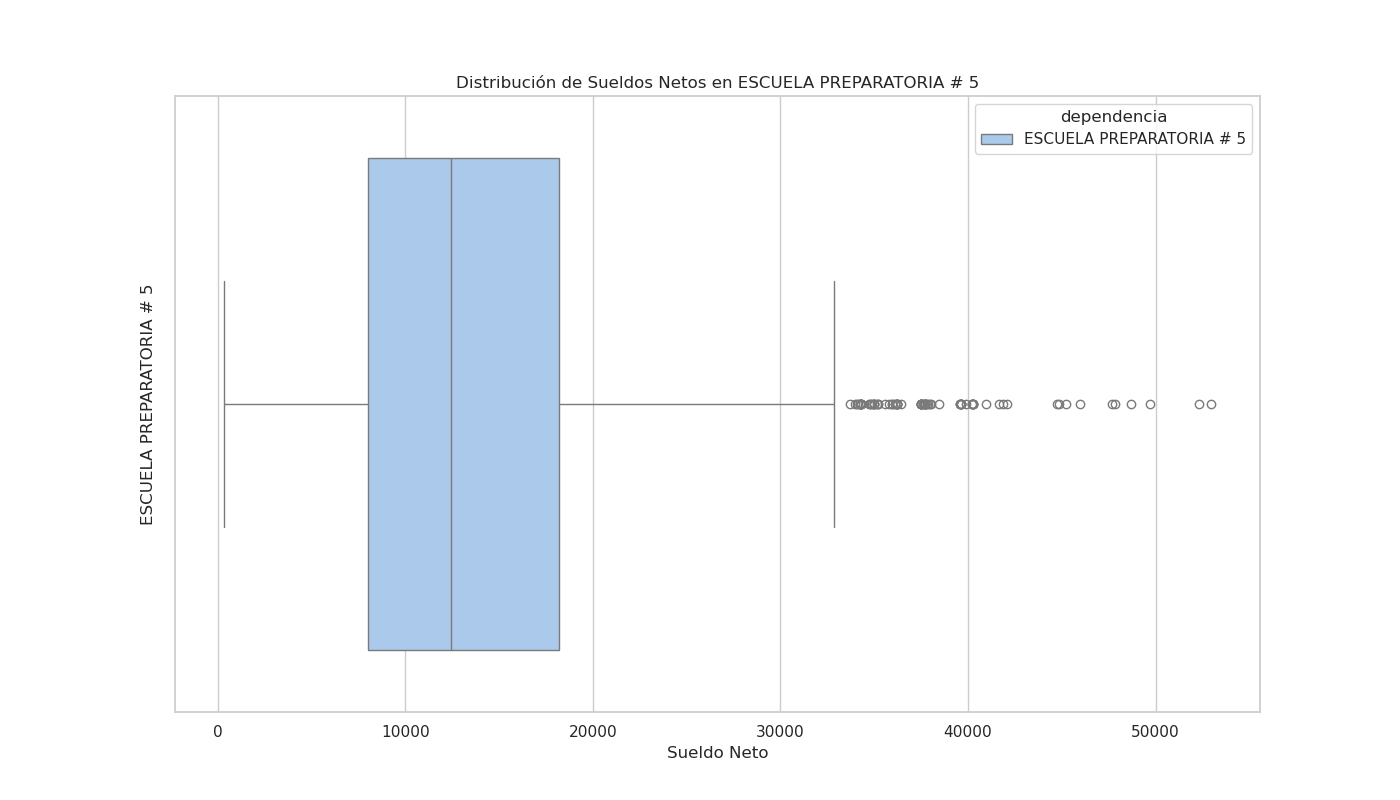 Distribución de Sueldos Netos en ESCUELA PREPARATORIA # 5
dependencia
ESCUELA PREPARATORIA # 5
ESCUELA PREPARATORIA # 5
0 10000 20000 30000 40000 50000
Sueldo Neto